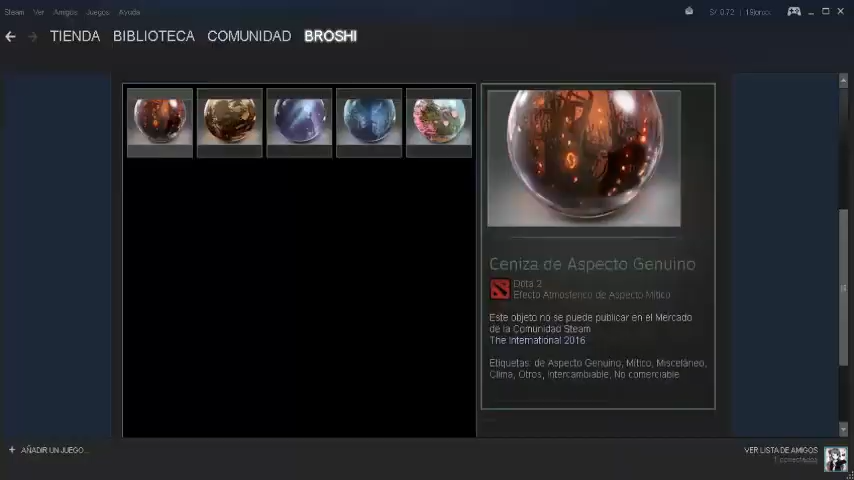 Steam Ver Amigos Juegos Ayuda
TIENDA BIBLIOTECA COMUNIDAD BROSHI
Ceniza de Aspecto Genuino
Dota 2
Efecto Atmosférico de Aspecto Mítico
Este objeto no se puede publicar en el Mercado
de la Comunidad Steam
The International 2016
Etiquetas: de Aspecto Genuino, Mítico, Misceláneo,
Clima, Otros, Intercambiable, No comerciable
+ AÑADIR UN JUEGO...
VER LISTA DE AMIGOS
1 conectados